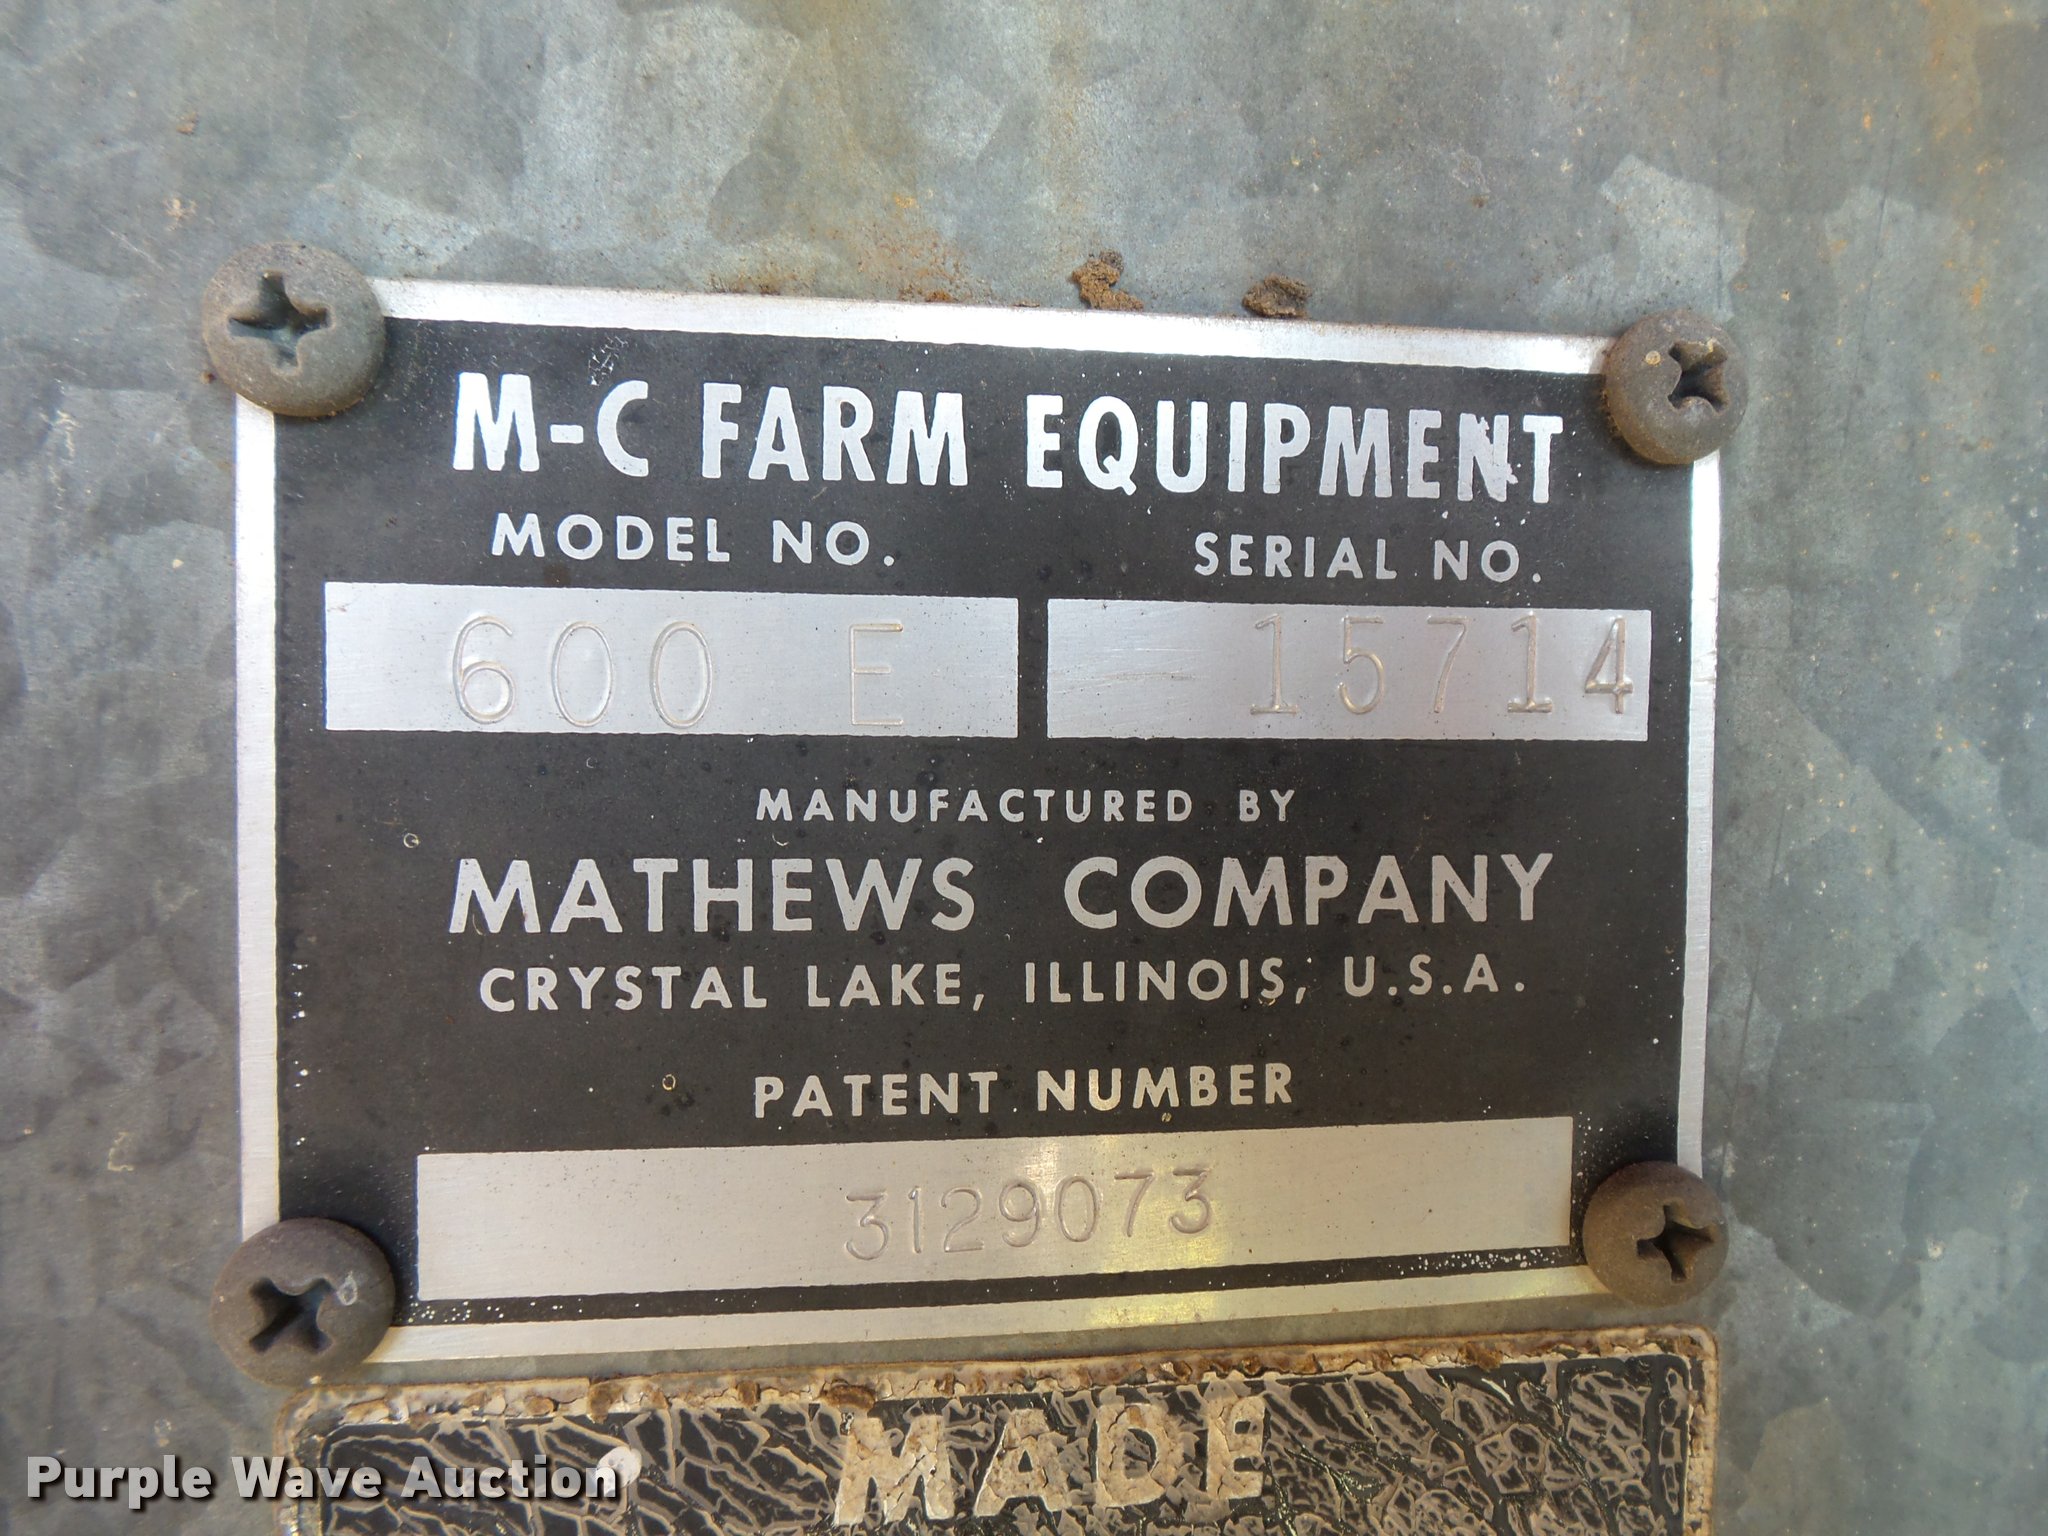 M-C FARM EQUIPMENT
MODEL NO. SERIAL NO.
600 E 15714
MANUFACTURED BY
MATHEWS COMPANY
CRYSTAL LAKE, ILLINOIS, U.S.A.
PATENT NUMBER
3129073
MADE
Purple Wave Auction